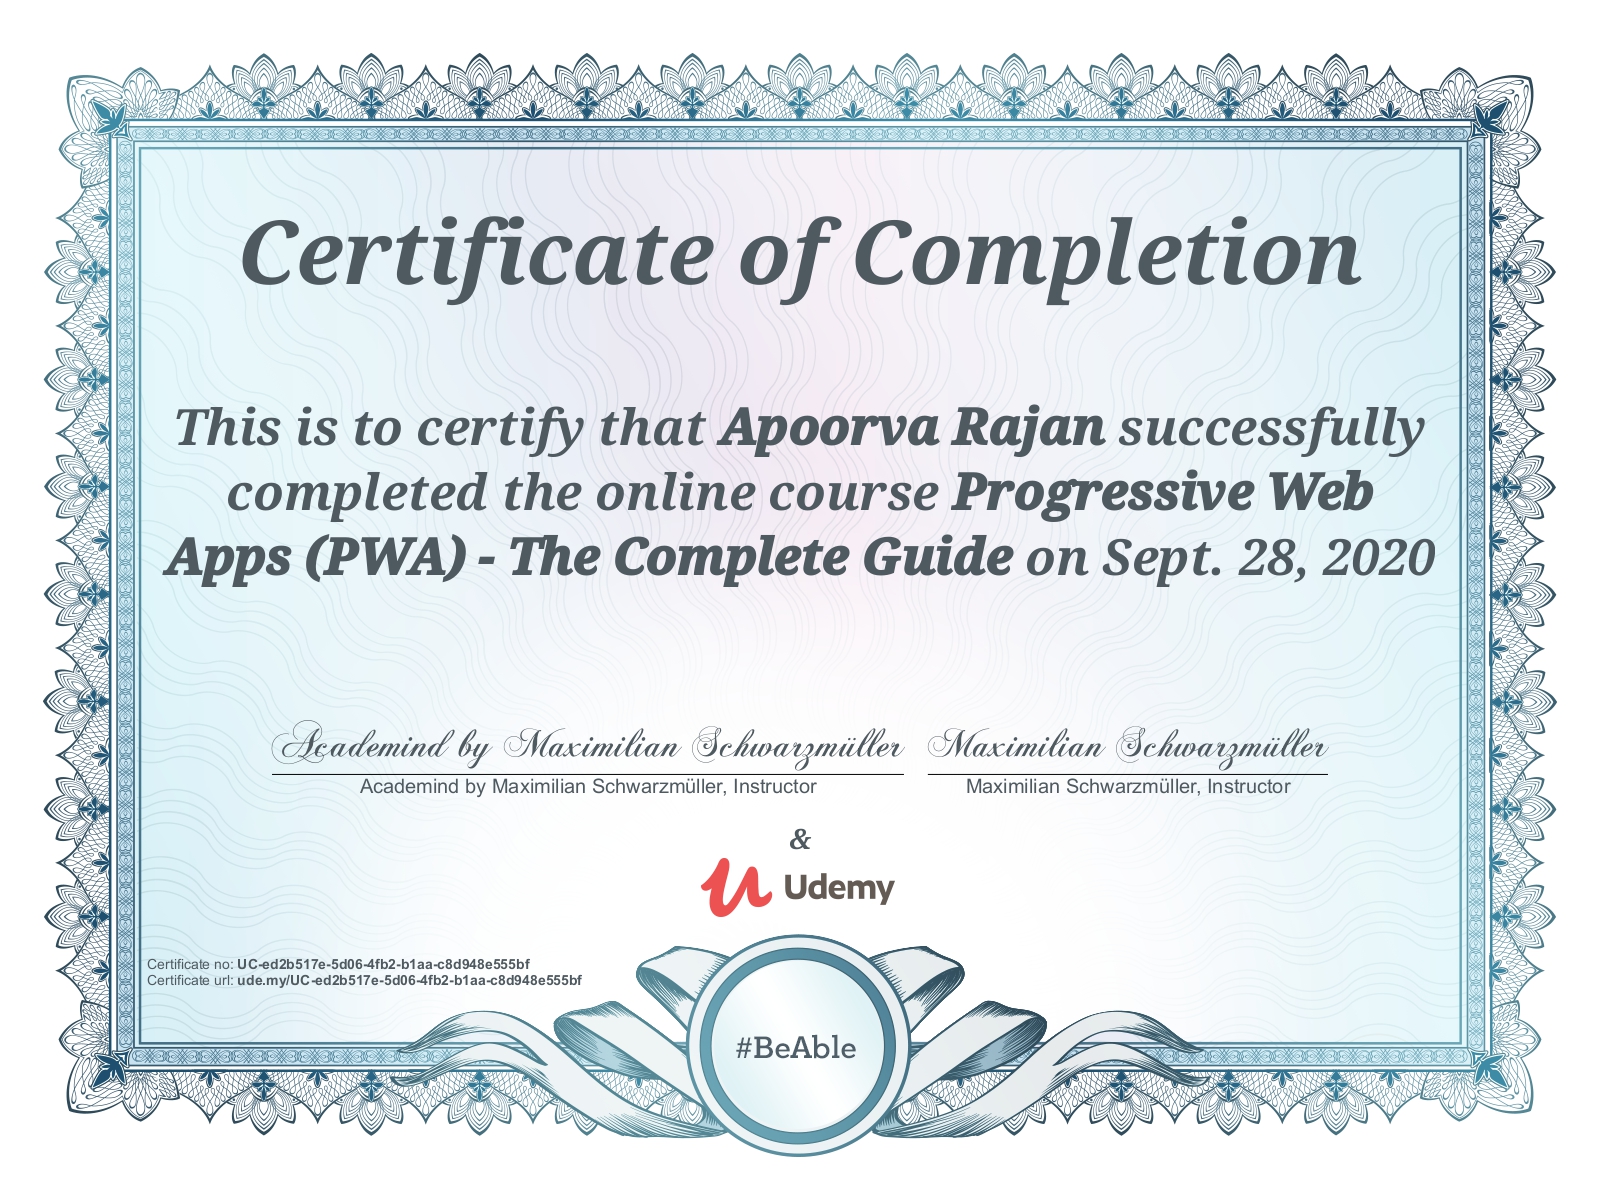 Certificate of Completion
This is to certify that Apoorva Rajan successfully
completed the online course Progressive Web
Apps (PWA) - The Complete Guide on Sept. 28, 2020
Academind by Maximilian Schwarzmüller Maximilian Schwarzmüller
Academind by Maximilian Schwarzmüller, Instructor Maximilian Schwarzmüller, Instructor
&
Udemy
Certificate no: UC-ed2b517e-5d06-4fb2-b1aa-c8d948e555bf
Certificate url: ude.my/UC-ed2b517e-5d06-4fb2-b1aa-c8d948e555bf
#BeAble